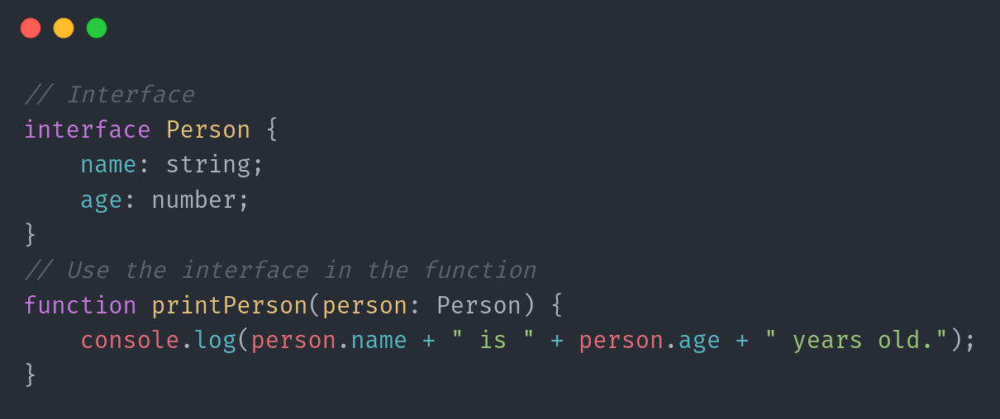 // Interface
interface Person {
    name: string;
    age: number;
}
// Use the interface in the function
function printPerson(person: Person) {
    console.log(person.name + " is " + person.age + " years old.");
}